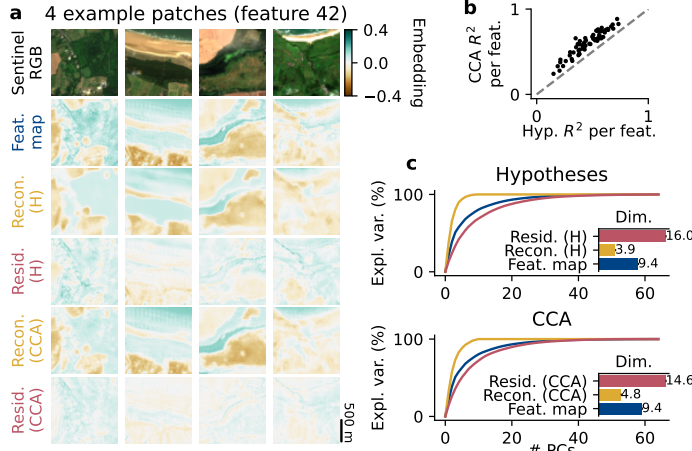 a
4 example patches (feature 42)
Sentinel
RGB
0.4
0.0
−0.4
Embedding
Feat.
map
Recon.
(H)
Resid.
(H)
Recon.
(CCA)
Resid.
(CCA)
500 m
b
CCA R²
per feat.
1
0
0
1
Hyp. R² per feat.
c
Hypotheses
Expl. var. (%)
100
0
Dim.
Resid. (H)
16.0
Recon. (H)
3.9
Feat. map
9.4
0
20
40
60
CCA
Expl. var. (%)
100
0
Dim.
Resid. (CCA)
14.6
Recon. (CCA)
4.8
Feat. map
9.4
0
20
40
60
# PCs